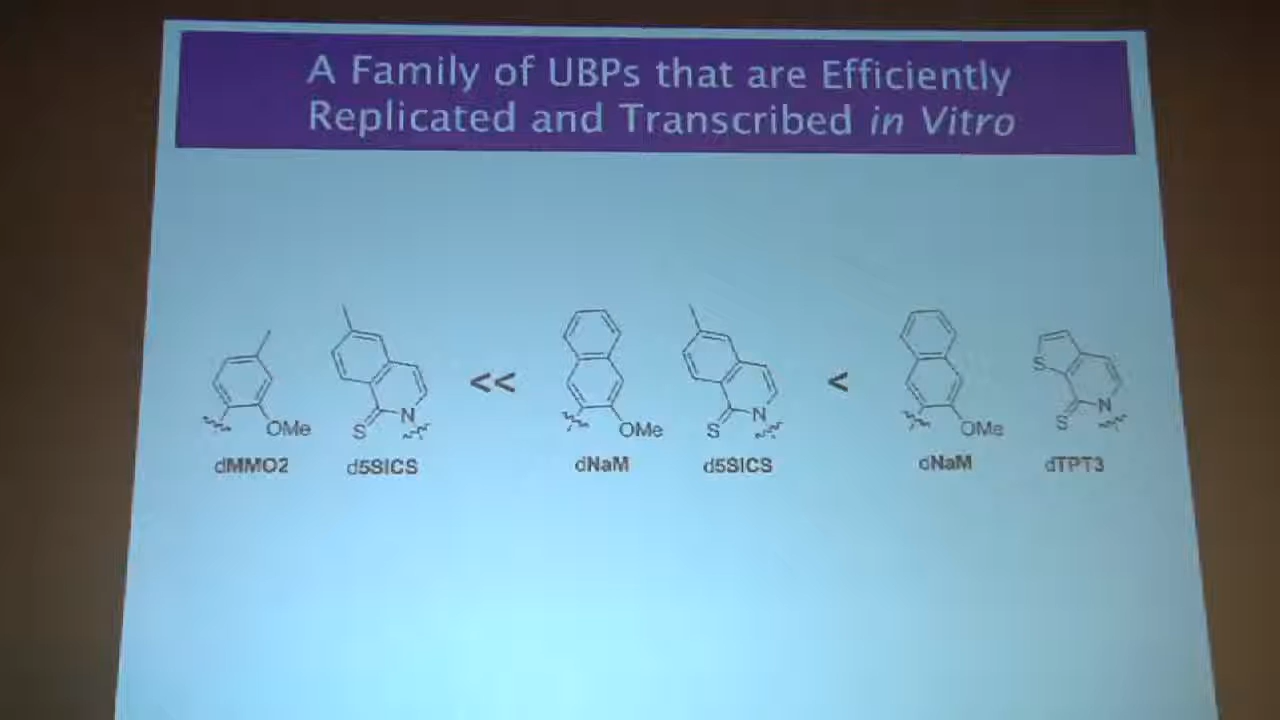 A Family of UBPs that are Efficiently
Replicated and Transcribed in Vitro
OMe S N << OMe S N < OMe S S N
dMMO2 d5SICS dNaM d5SICS dNaM dTPT3